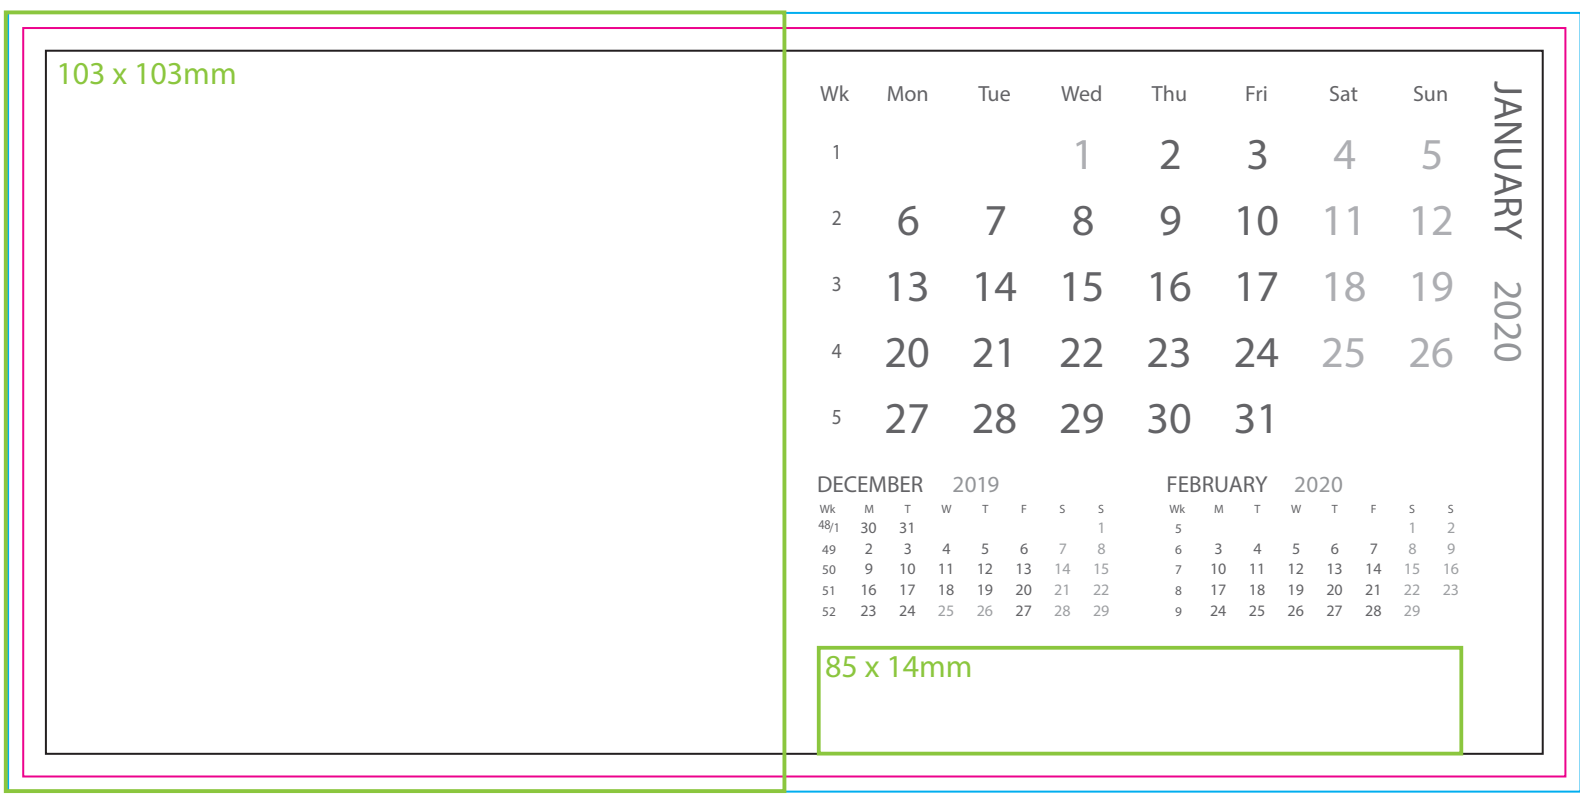 103 x 103mm
Wk Mon Tue Wed Thu Fri Sat Sun
1 1 2 3 4 5
2 6 7 8 9 10 11 12
3 13 14 15 16 17 18 19
4 20 21 22 23 24 25 26
5 27 28 29 30 31
JANUARY 2020
DECEMBER 2019
Wk M T W T F S S
48/1 30 31 1
49 2 3 4 5 6 7 8
50 9 10 11 12 13 14 15
51 16 17 18 19 20 21 22
52 23 24 25 26 27 28 29
FEBRUARY 2020
Wk M T W T F S S
5 1 2
6 3 4 5 6 7 8 9
7 10 11 12 13 14 15 16
8 17 18 19 20 21 22 23
9 24 25 26 27 28 29
85 x 14mm